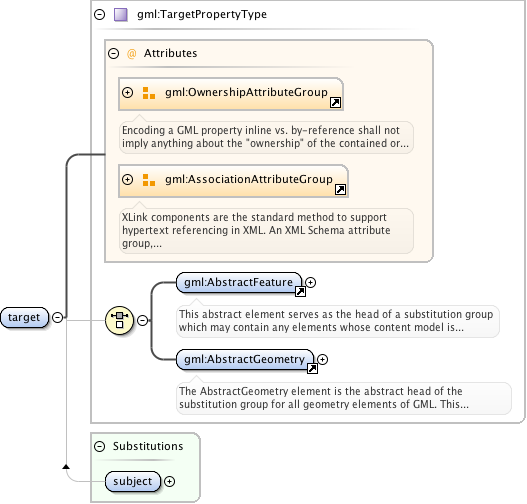 gml:TargetPropertyType
@ Attributes
gml:OwnershipAttributeGroup
Encoding a GML property inline vs. by-reference shall not
imply anything about the "ownership" of the contained or...
gml:AssociationAttributeGroup
XLink components are the standard method to support
hypertext referencing in XML. An XML Schema attribute
group,...
gml:AbstractFeature
This abstract element serves as the head of a substitution group
which may contain any elements whose content model is...
target
gml:AbstractGeometry
The AbstractGeometry element is the abstract head of the
substitution group for all geometry elements of GML. This...
Substitutions
subject